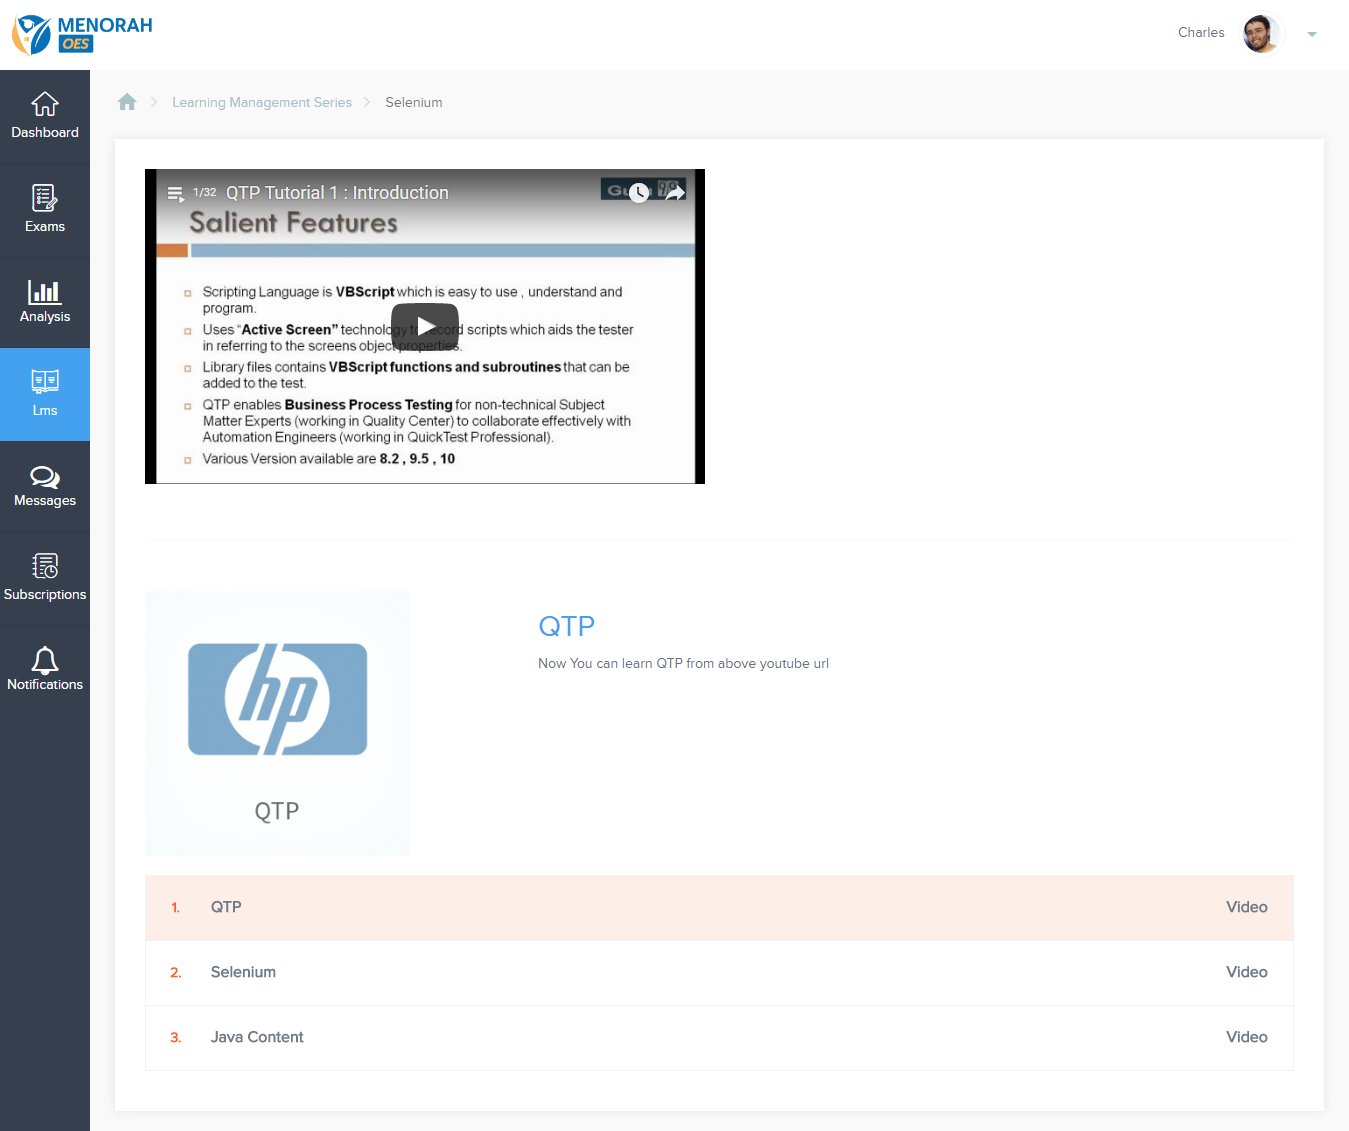 MENORAH
OES
Charles
Learning Management Series
Selenium
Dashboard
Exams
Analysis
Lms
Messages
Subscriptions
Notifications
1/32 QTP Tutorial 1 : Introduction
Salient Features
Scripting Language is VBScript which is easy to use , understand and
program.
Uses “Active Screen” technology to record scripts which aids the tester
in referring to the screens object properties.
Library files contains VBScript functions and subroutines that can be
added to the test.
QTP enables Business Process Testing for non-technical Subject
Matter Experts (working in Quality Center) to collaborate effectively with
Automation Engineers (working in QuickTest Professional).
Various Version available are 8.2 , 9.5 , 10
hp
QTP
QTP
Now You can learn QTP from above youtube url
1. QTP Video
2. Selenium Video
3. Java Content Video